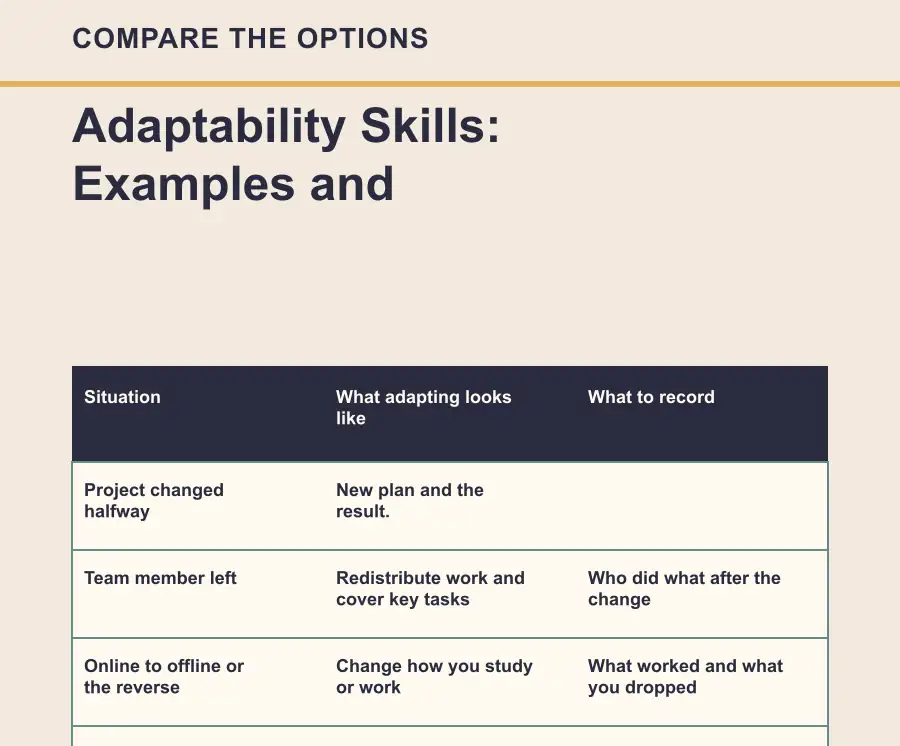 COMPARE THE OPTIONS
Adaptability Skills:
Examples and
Situation
What adapting looks
like
What to record
Project changed
halfway
New plan and the
result.
Team member left
Redistribute work and
cover key tasks
Who did what after the
change
Online to offline or
the reverse
Change how you study
or work
What worked and what
you dropped